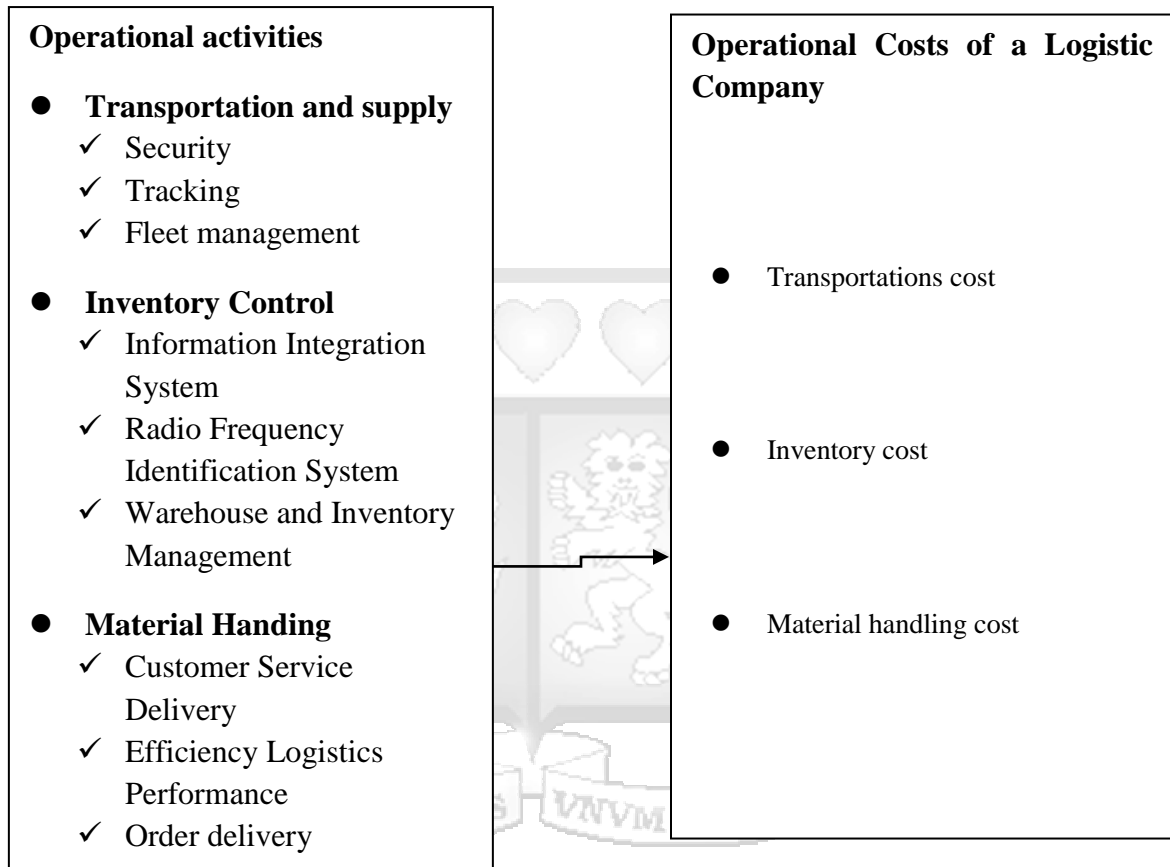 Operational activities
● Transportation and supply
✓ Security
✓ Tracking
✓ Fleet management
● Inventory Control
✓ Information Integration
System
✓ Radio Frequency
Identification System
✓ Warehouse and Inventory
Management
● Material Handing
✓ Customer Service
Delivery
✓ Efficiency Logistics
Performance
✓ Order delivery
Operational Costs of a Logistic
Company
● Transportations cost
● Inventory cost
● Material handling cost
VNVM